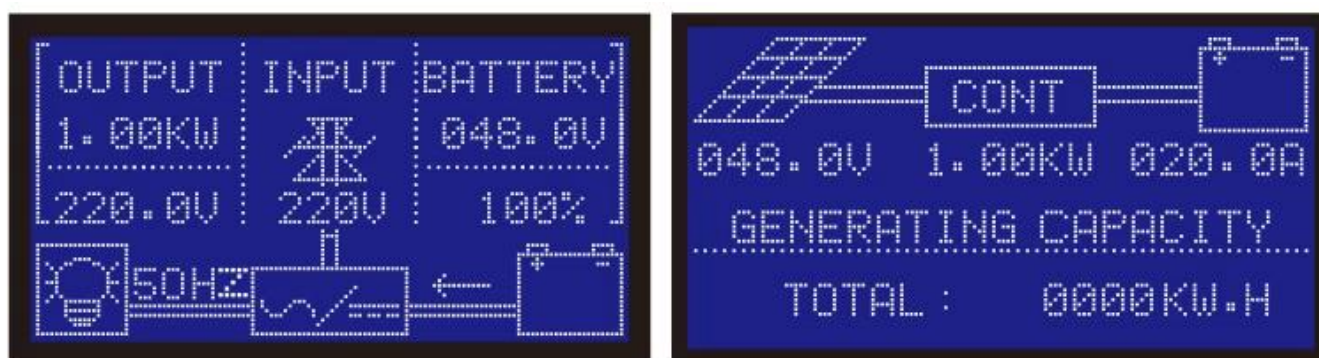 OUTPUT INPUT BATTERY
1.00KW 048.0V
220.0V 220V 100%
50HZ
+ -
+ -
CONT
048.0V 1.00KW 020.0A
GENERATING CAPACITY
TOTAL: 0000KW.H